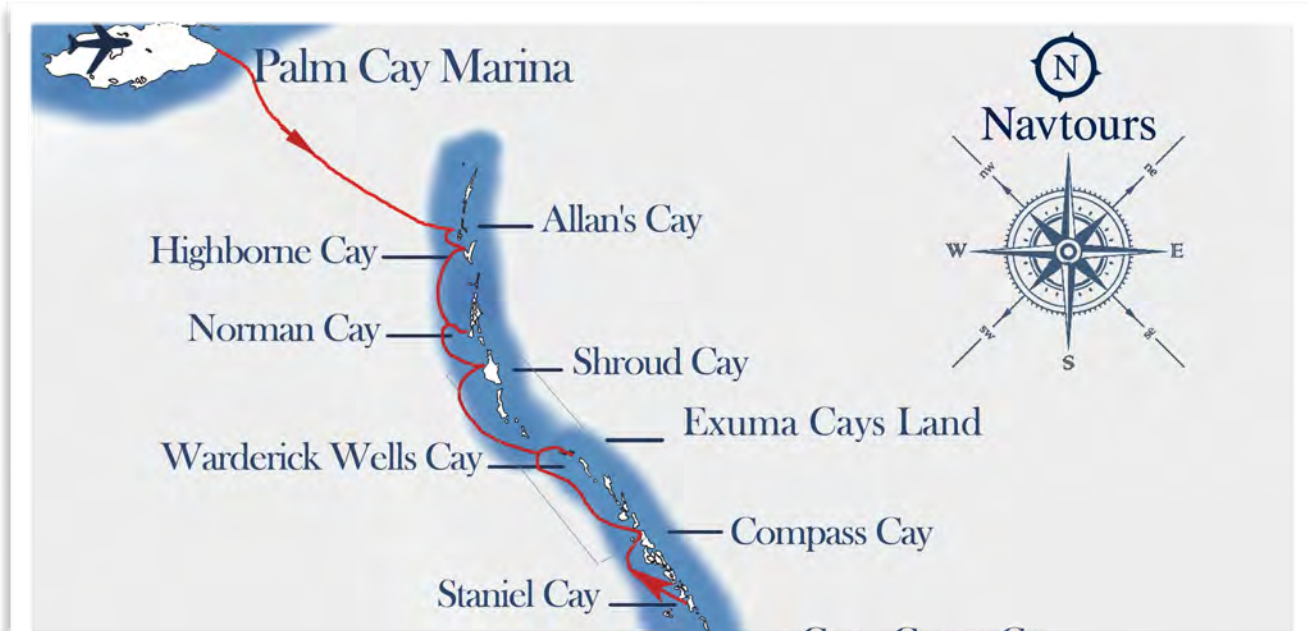 Palm Cay Marina
N
Navtours
nw
ne
Allan's Cay
Highborne Cay
W
E
Norman Cay
sw
se
S
Shroud Cay
Exuma Cays Land
Warderick Wells Cay
Compass Cay
Staniel Cay